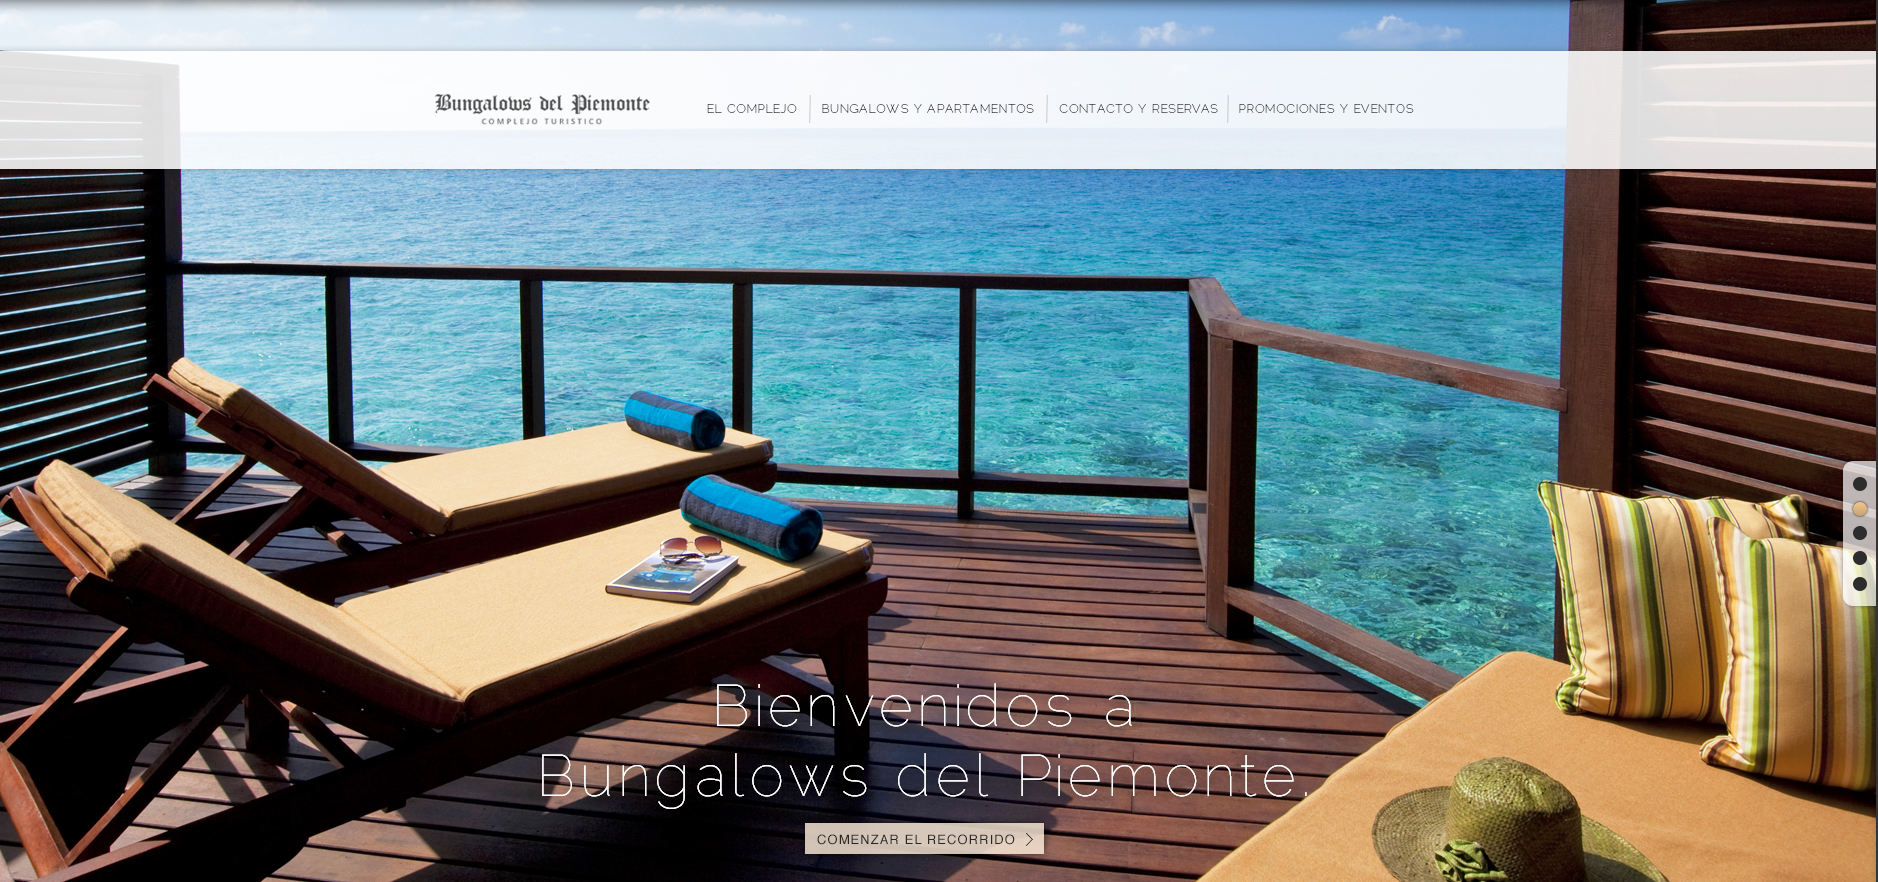 Bungalows del Piemonte
COMPLEJO TURISTICO
EL COMPLEJO
BUNGALOWS Y APARTAMENTOS
CONTACTO Y RESERVAS
PROMOCIONES Y EVENTOS
Bienvenidos a
Bungalows del Piemonte.
COMENZAR EL RECORRIDO >